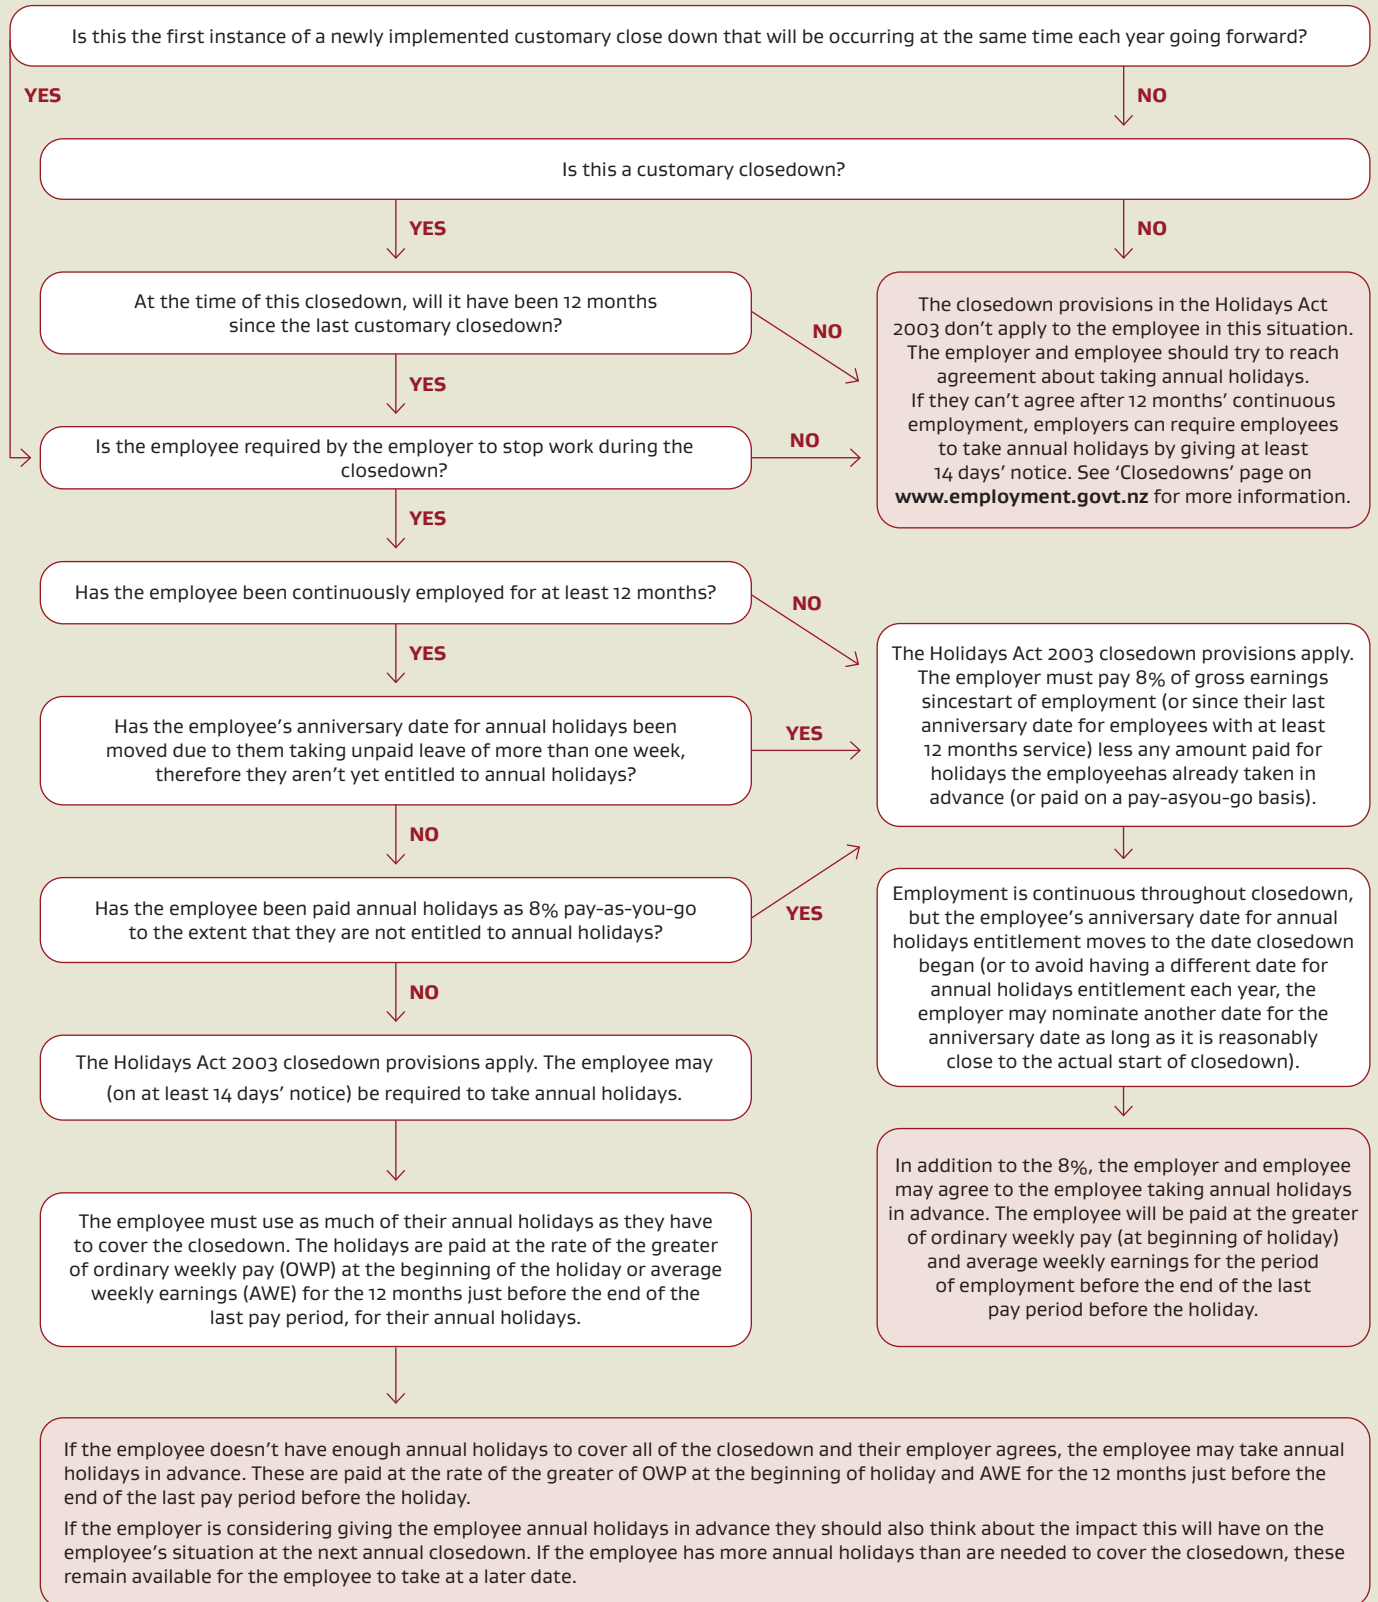 Is this the first instance of a newly implemented customary close down that will be occurring at the same time each year going forward?
YES
NO
Is this a customary closedown?
YES
NO
At the time of this closedown, will it have been 12 months
since the last customary closedown?
NO
The closedown provisions in the Holidays Act
2003 don't apply to the employee in this situation.
The employer and employee should try to reach
agreement about taking annual holidays.
If they can't agree after 12 months' continuous
employment, employers can require employees
to take annual holidays by giving at least
14 days' notice. See 'Closedowns' page on
www.employment.govt.nz for more information.
YES
Is the employee required by the employer to stop work during the
closedown?
NO
YES
Has the employee been continuously employed for at least 12 months?
NO
YES
The Holidays Act 2003 closedown provisions apply.
The employer must pay 8% of gross earnings
sincestart of employment (or since their last
anniversary date for employees with at least
12 months service) less any amount paid for
holidays the employeehas already taken in
advance (or paid on a pay-asyou-go basis).
Has the employee's anniversary date for annual holidays been
moved due to them taking unpaid leave of more than one week,
therefore they aren't yet entitled to annual holidays?
YES
NO
Has the employee been paid annual holidays as 8% pay-as-you-go
to the extent that they are not entitled to annual holidays?
YES
Employment is continuous throughout closedown,
but the employee's anniversary date for annual
holidays entitlement moves to the date closedown
began (or to avoid having a different date for
annual holidays entitlement each year, the
employer may nominate another date for the
anniversary date as long as it is reasonably
close to the actual start of closedown).
NO
The Holidays Act 2003 closedown provisions apply. The employee may
(on at least 14 days' notice) be required to take annual holidays.
In addition to the 8%, the employer and employee
may agree to the employee taking annual holidays
in advance. The employee will be paid at the greater
of ordinary weekly pay (at beginning of holiday)
and average weekly earnings for the period
of employment before the end of the last
pay period before the holiday.
The employee must use as much of their annual holidays as they have
to cover the closedown. The holidays are paid at the rate of the greater
of ordinary weekly pay (OWP) at the beginning of the holiday or average
weekly earnings (AWE) for the 12 months just before the end of the
last pay period, for their annual holidays.
If the employee doesn't have enough annual holidays to cover all of the closedown and their employer agrees, the employee may take annual
holidays in advance. These are paid at the rate of the greater of OWP at the beginning of holiday and AWE for the 12 months just before the
end of the last pay period before the holiday.
If the employer is considering giving the employee annual holidays in advance they should also think about the impact this will have on the
employee's situation at the next annual closedown. If the employee has more annual holidays than are needed to cover the closedown, these
remain available for the employee to take at a later date.